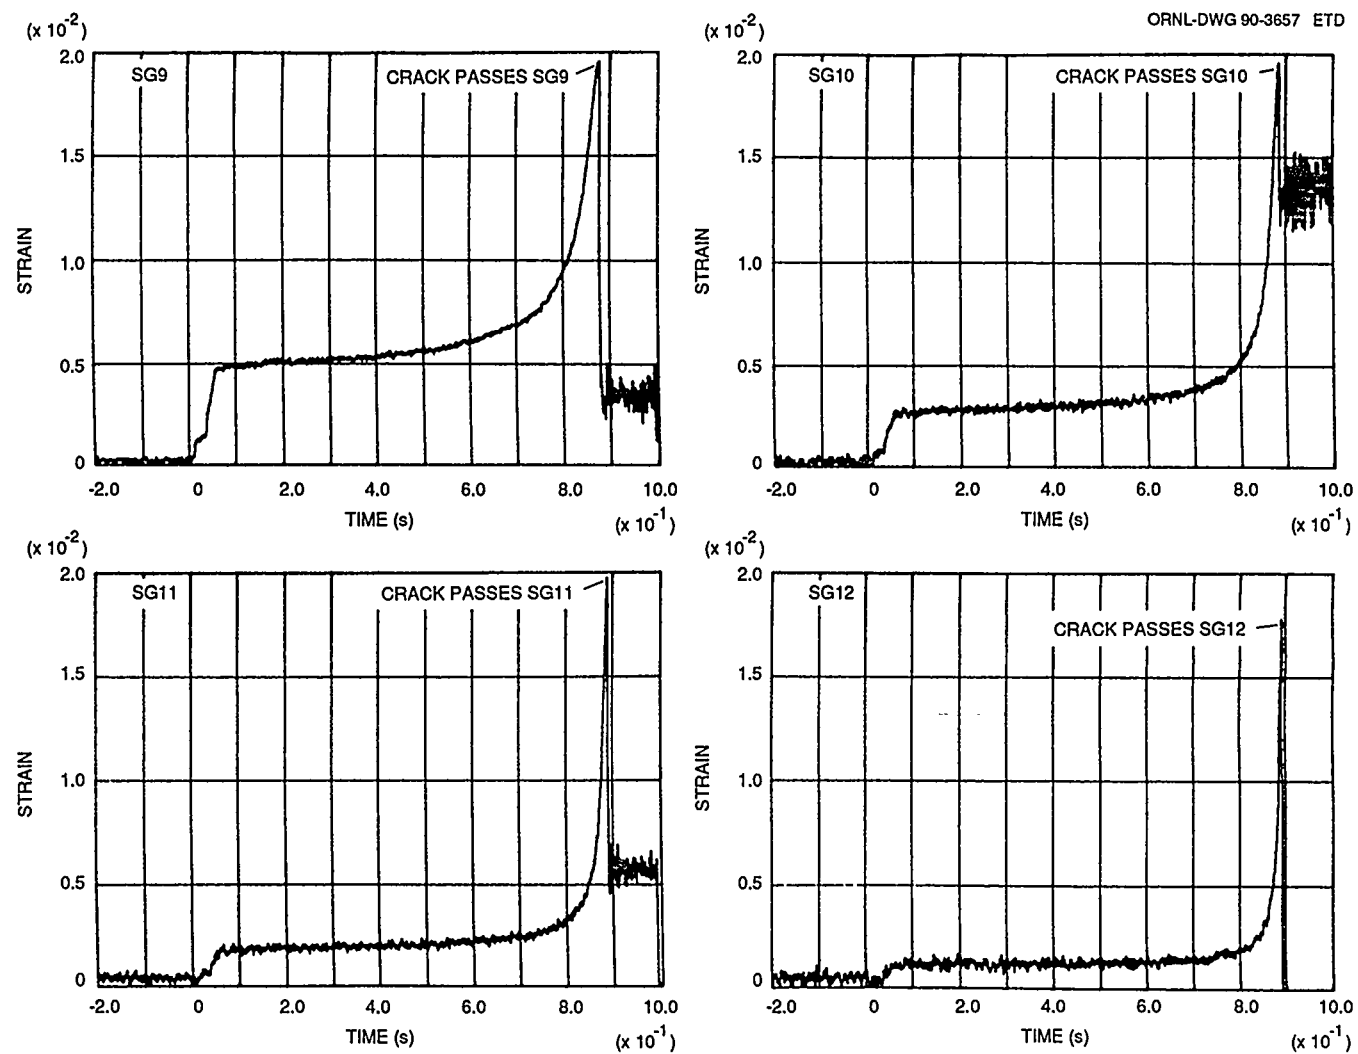 ORNL-DWG 90-3657 ETD
(x 10-2)
2.0
SG9
CRACK PASSES SG9
1.5
1.0
0.5
0
STRAIN
-2.0 0 2.0 4.0 6.0 8.0 10.0
TIME (s)
(x 10-1)
(x 10-2)
2.0
SG10
CRACK PASSES SG10
1.5
1.0
0.5
0
STRAIN
-2.0 0 2.0 4.0 6.0 8.0 10.0
TIME (s)
(x 10-1)
(x 10-2)
2.0
SG11
CRACK PASSES SG11
1.5
1.0
0.5
0
STRAIN
-2.0 0 2.0 4.0 6.0 8.0 10.0
TIME (s)
(x 10-1)
(x 10-2)
2.0
SG12
CRACK PASSES SG12
1.5
1.0
0.5
0
STRAIN
-2.0 0 2.0 4.0 6.0 8.0 10.0
TIME (s)
(x 10-1)